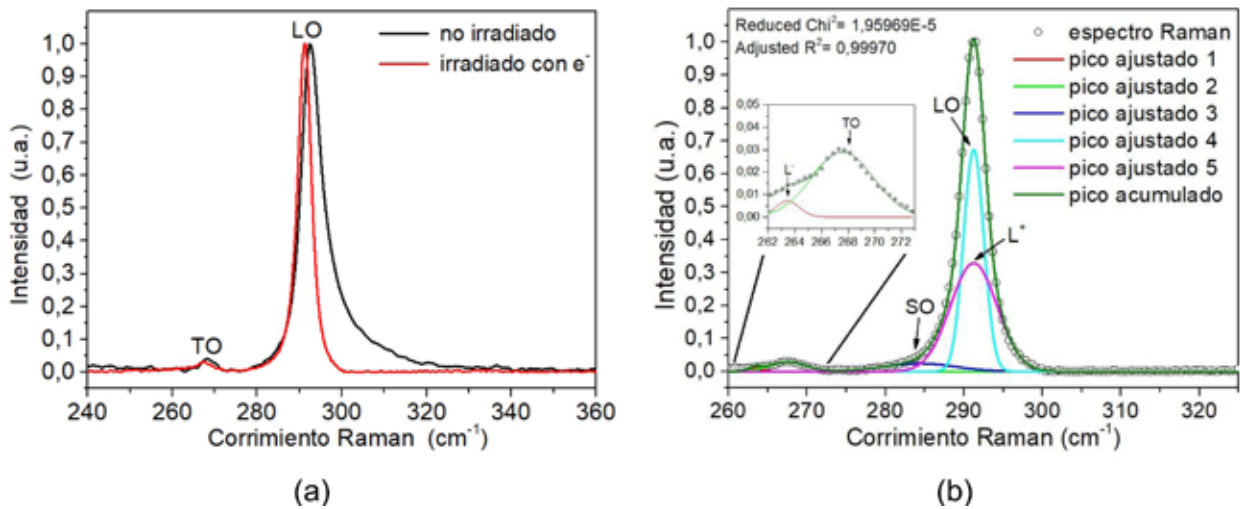 LO
no irradiado
irradiado con e-
TO
Intensidad (u.a.)
1,0
0,9
0,8
0,7
0,6
0,5
0,4
0,3
0,2
0,1
0,0
240 260 280 300 320 340 360
Corrimiento Raman (cm-1)
(a)
Reduced Chi2= 1,95969E-5
Adjusted R2= 0,99970
espectro Raman
pico ajustado 1
pico ajustado 2
pico ajustado 3
pico ajustado 4
pico ajustado 5
pico acumulado
0,05
0,04
0,03
0,02
0,01
0,00
262 264 266 268 270 272
TO
L-
LO
L+
SO
Intensidad (u.a.)
1,0
0,9
0,8
0,7
0,6
0,5
0,4
0,3
0,2
0,1
0,0
260 270 280 290 300 310 320
Corrimiento Raman (cm-1)
(b)